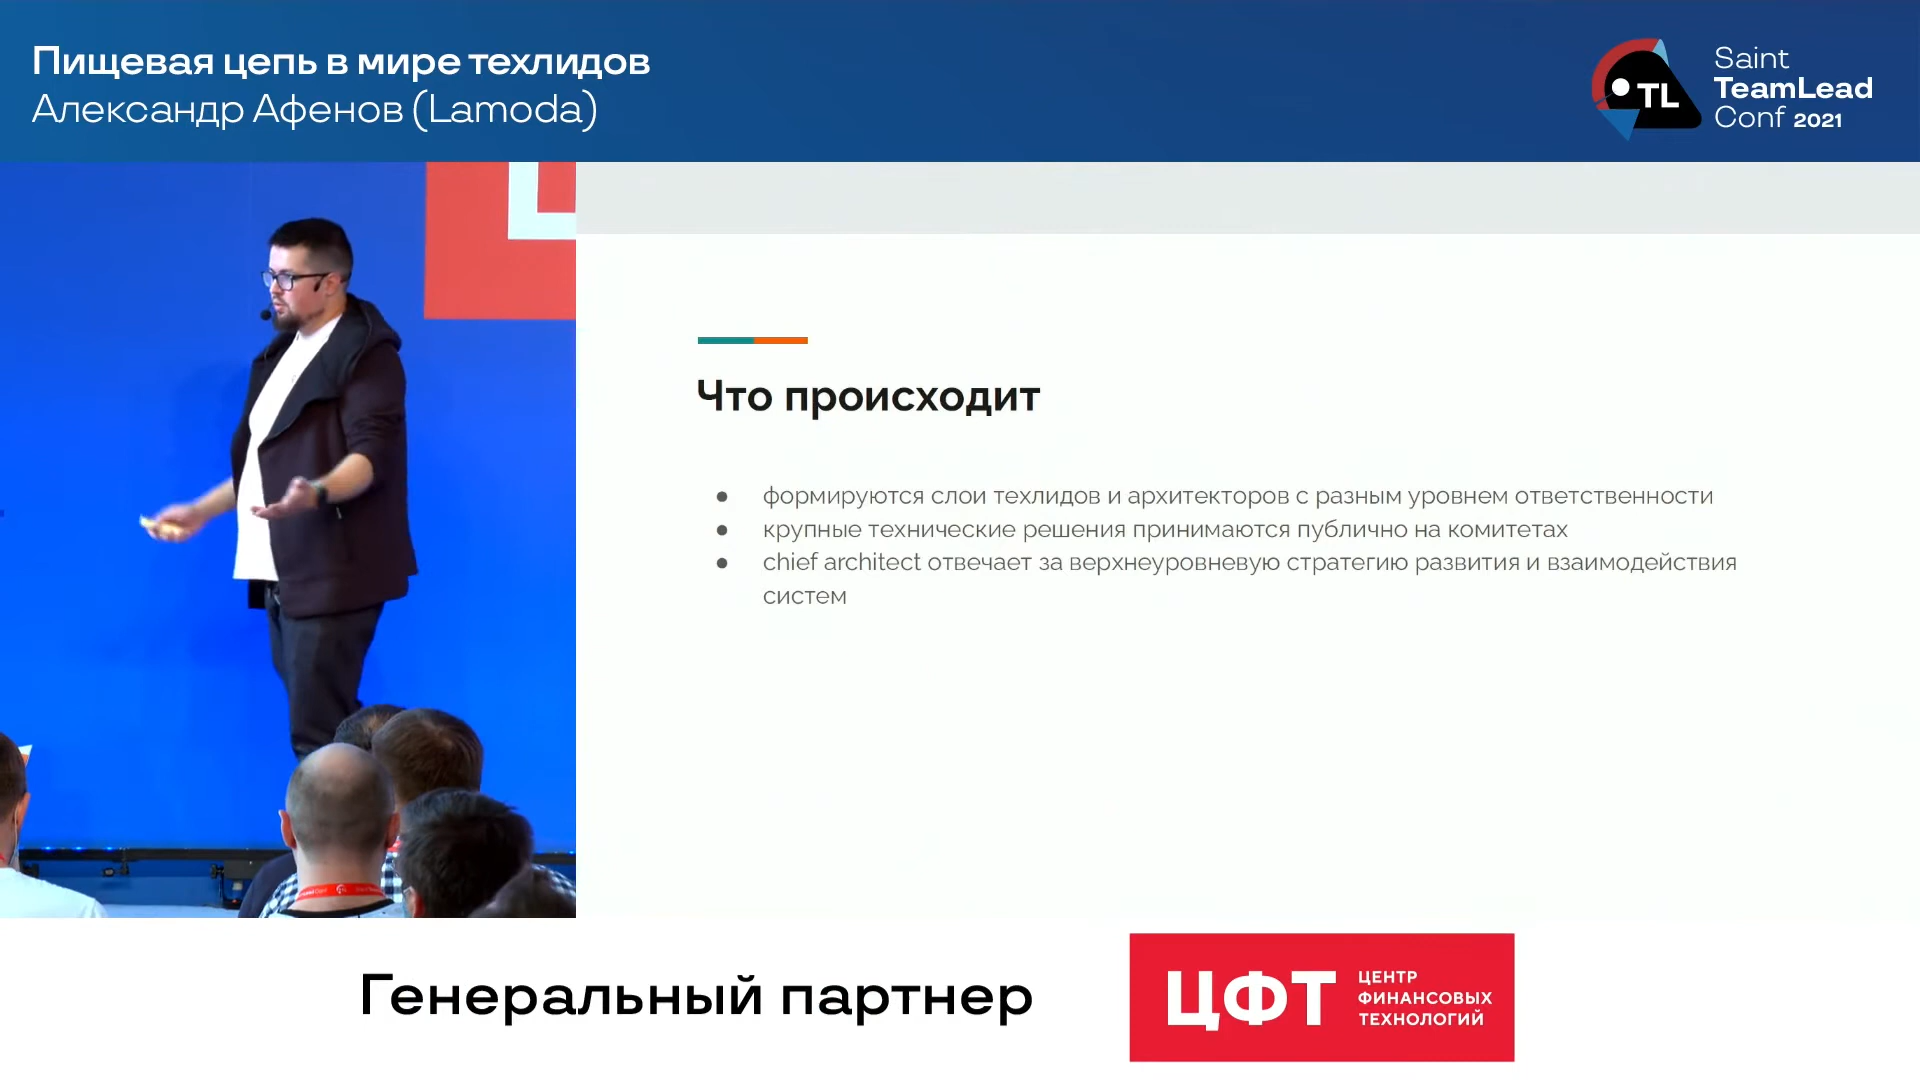 Пищевая цепь в мире техлидов
Александр Афенов (Lamoda)
TL
Saint
TeamLead
Conf 2021
Что происходит
● формируются слои техлидов и архитекторов с разным уровнем ответственности
● крупные технические решения принимаются публично на комитетах
● chief architect отвечает за верхнеуровневую стратегию развития и взаимодействия
систем
Генеральный партнер
ЦФТ
ЦЕНТР
ФИНАНСОВЫХ
ТЕХНОЛОГИЙ